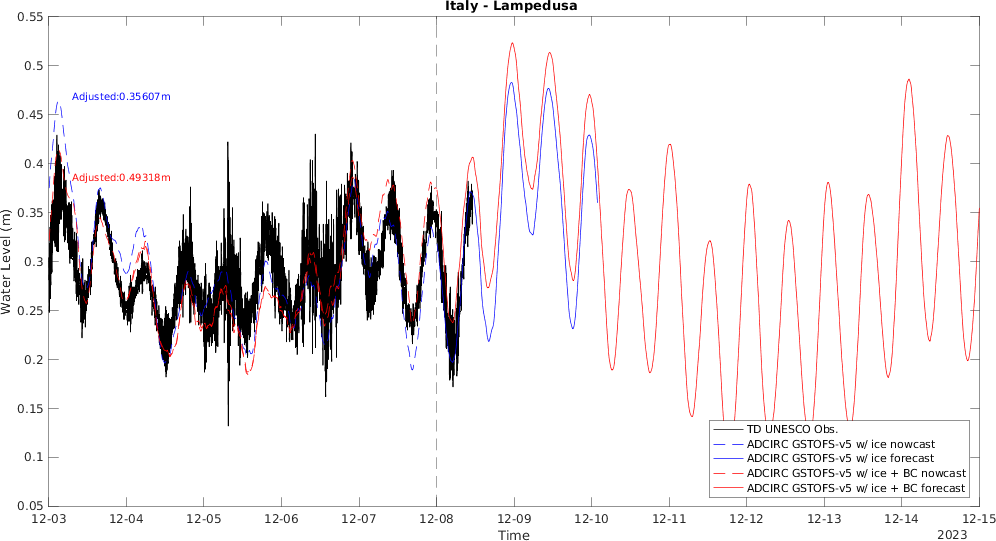 Italy - Lampedusa
Water Level (m)
0.55
0.5
0.45
0.4
0.35
0.3
0.25
0.2
0.15
0.1
0.05
Adjusted:0.35607m
Adjusted:0.49318m
TD UNESCO Obs.
ADCIRC GSTOFS-v5 w/ ice nowcast
ADCIRC GSTOFS-v5 w/ ice forecast
ADCIRC GSTOFS-v5 w/ ice + BC nowcast
ADCIRC GSTOFS-v5 w/ ice + BC forecast
12-03 12-04 12-05 12-06 12-07 12-08 12-09 12-10 12-11 12-12 12-13 12-14 12-15
Time
2023